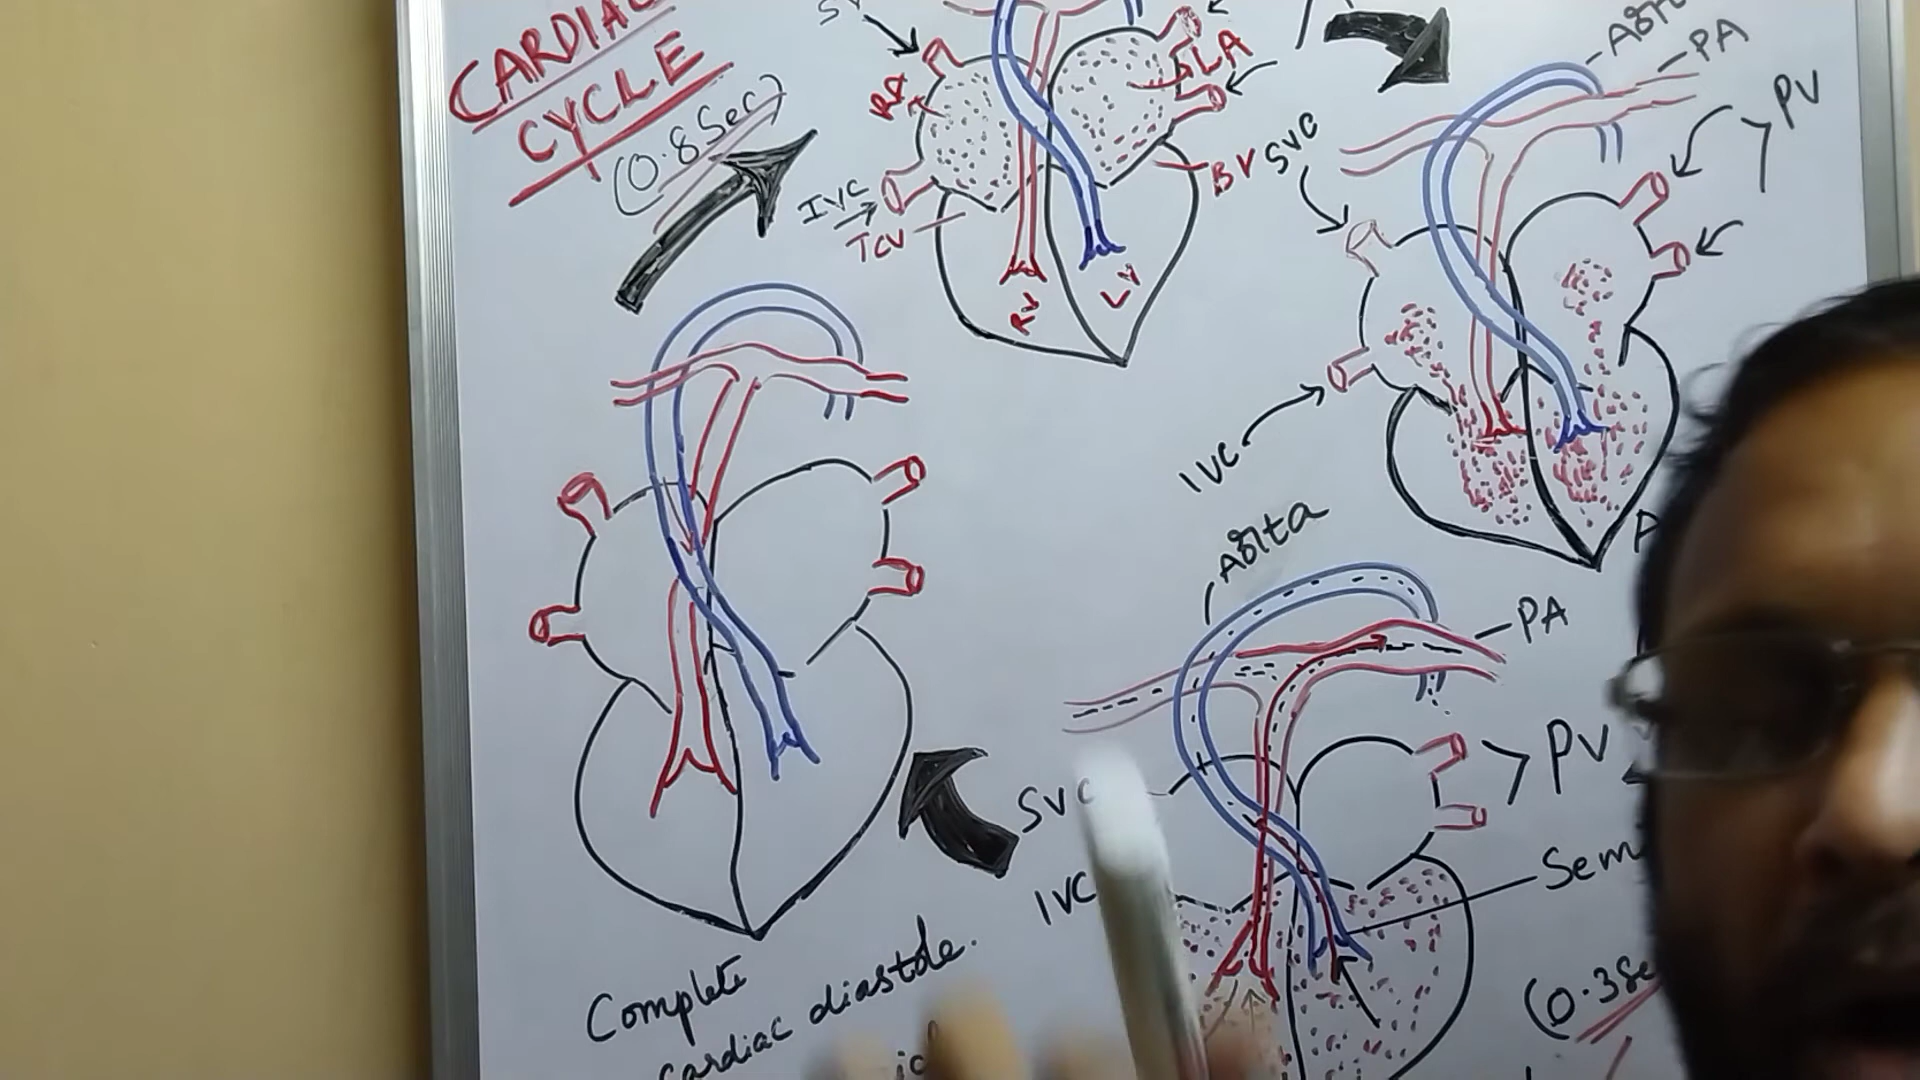 CARDIAC
CYCLE
(0.8 Sec)
RA
LA
IVC
TCV
BV
RV
LV
Aorta
PA
PV
SVC
IVC
Aorta
PA
SVC
PV
IVC
(0.3 Se
Complete
Cardiac diastole.